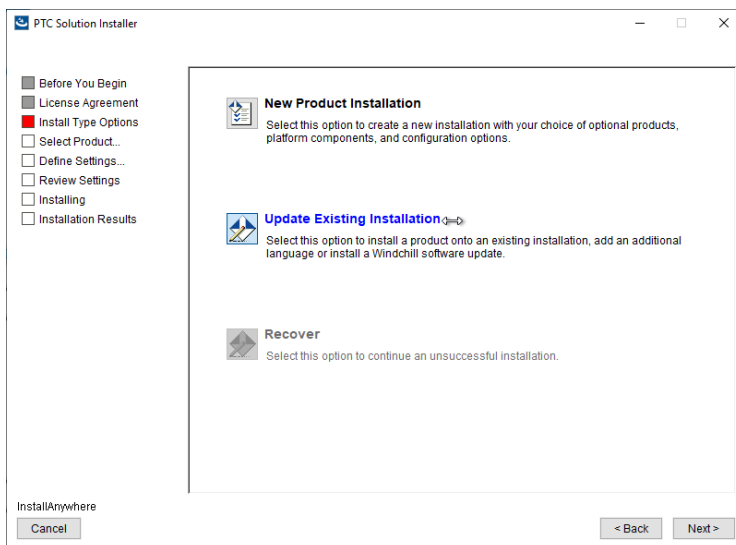 PTC Solution Installer
Before You Begin
License Agreement
Install Type Options
Select Product...
Define Settings...
Review Settings
Installing
Installation Results
New Product Installation
Select this option to create a new installation with your choice of optional products,
platform components, and configuration options.
Update Existing Installation
Select this option to install a product onto an existing installation, add an additional
language or install a Windchill software update.
Recover
Select this option to continue an unsuccessful installation.
InstallAnywhere
Cancel
< Back
Next >